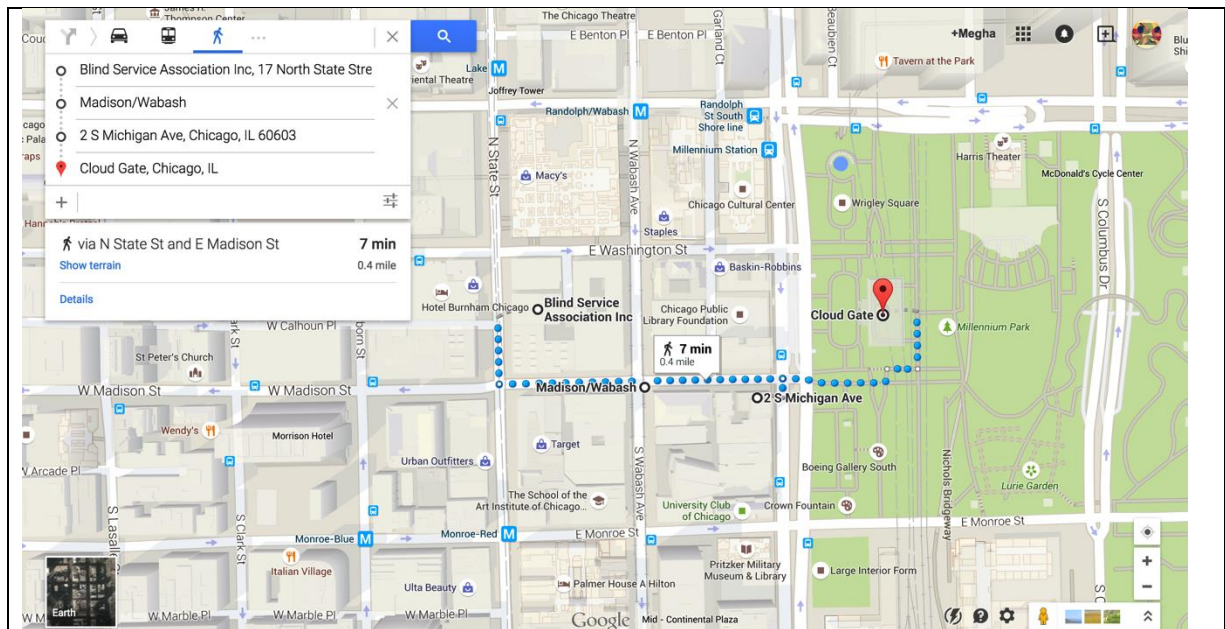 Blind Service Association Inc, 17 North State Stre
Madison/Wabash
2 S Michigan Ave, Chicago, IL 60603
Cloud Gate, Chicago, IL
via N State St and E Madison St
7 min
Show terrain
0.4 mile
Details
James R.
Thompson Center
The Chicago Theatre
E Benton Pl
E Benton Pl
Garland Ct
Beauben Ct
+Megha
Blu
Shi
Tavern at the Park
Lake
iental Theatre
Joffrey Tower
Randolph/Wabash
Randolph
St South
Shore line
Millennium Station
Harris Theater
McDonald's Cycle Center
N State St
N Wabash Ave
Macy's
Chicago Cultural Center
Wrigley Square
S Columbus Dr
Staples
E Washington St
Baskin-Robbins
Hotel Burnham Chicago
Blind Service
Association Inc
Chicago Public
Library Foundation
Cloud Gate
Millennium Park
W Calhoun Pl
St Peter's Church
7 min
0.4 mile
W Madison St
W Madison St
Madison/Wabash
2 S Michigan Ave
Wendy's
Morrison Hotel
Target
W Arcade Pl
Urban Outfitters
Boeing Gallery South
Nichols Bridgeway
Lurie Garden
S Wabash Ave
The School of the
Art Institute of Chicago...
University Club
of Chicago
Crown Fountain
S Clark St
Monroe-Blue
Monroe-Red
E Monroe St
E Monroe St
Italian Village
Pritzker Military
Museum & Library
Large Interior Form
Ulta Beauty
Palmer House A Hilton
Earth
W Marble Pl
W Marble Pl
Google
Mid - Continental Plaza